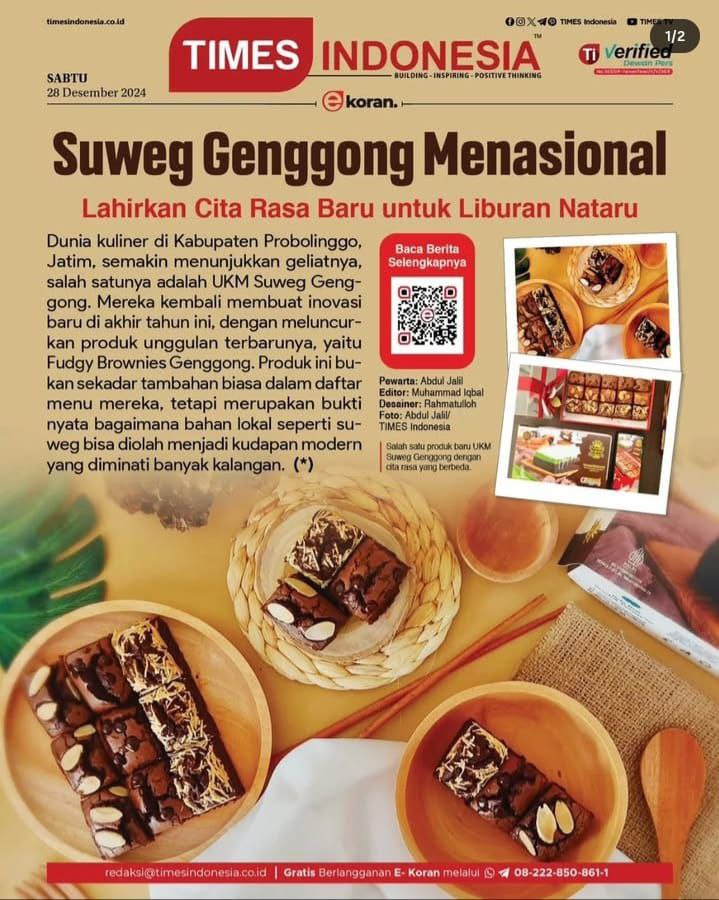 timesindonesia.co.id
TIMES Indonesia
TIMES TV
1/2
TIMES INDONESIA
TM
BUILDING - INSPIRING - POSITIVE THINKING
Ti Verified
Dewan Pers
SABTU
28 Desember 2024
e koran.
Suweg Genggong Menasional
Lahirkan Cita Rasa Baru untuk Liburan Nataru
Dunia kuliner di Kabupaten Probolinggo,
Jatim, semakin menunjukkan geliatnya,
salah satunya adalah UKM Suweg Geng-
gong. Mereka kembali membuat inovasi
baru di akhir tahun ini, dengan meluncur-
kan produk unggulan terbarunya, yaitu
Fudgy Brownies Genggong. Produk ini bu-
kan sekadar tambahan biasa dalam daftar
menu mereka, tetapi merupakan bukti
nyata bagaimana bahan lokal seperti su-
weg bisa diolah menjadi kudapan modern
yang diminati banyak kalangan. (*)
Baca Berita
Selengkapnya
Pewarta: Abdul Jalil
Editor: Muhammad Iqbal
Desainer: Rahmatulloh
Foto: Abdul Jalil/
TIMES Indonesia
Salah satu produk baru UKM
Suweg Genggong dengan
cita rasa yang berbeda.
redaksi@timesindonesia.co.id | Gratis Berlangganan E- Koran melalui 08-222-850-861-1